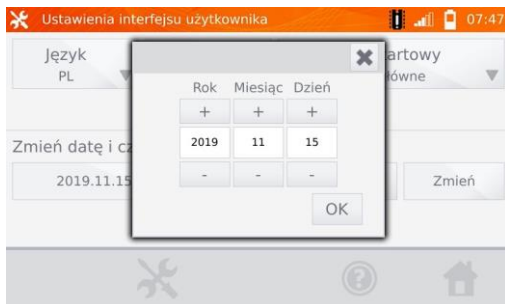 Ustawienia interfejsu użytkownika 07:47
Język
PL
artowy
łówne
Rok Miesiąc Dzień
+ + +
2019 11 15
- - -
OK
Zmień datę i cz
2019.11.15
Zmień